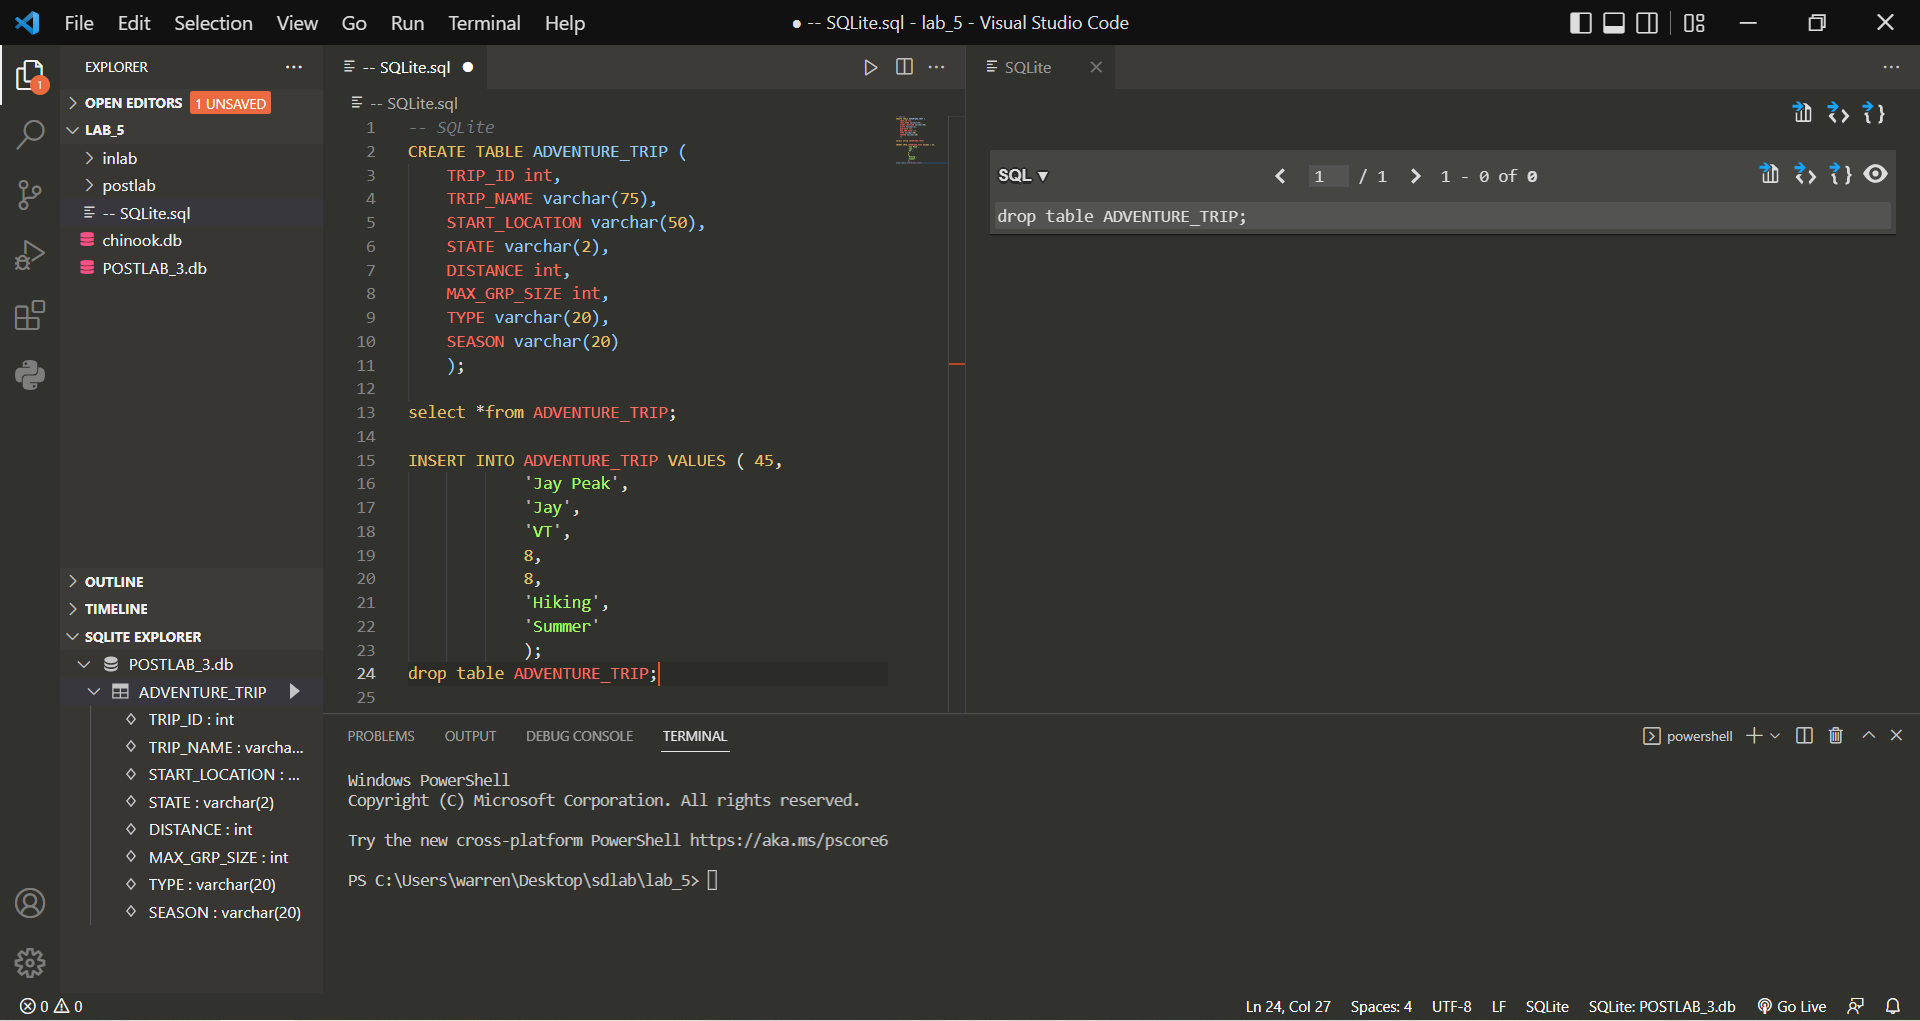 File Edit Selection View Go Run Terminal Help
● -- SQLite.sql - lab_5 - Visual Studio Code
1
EXPLORER ···
OPEN EDITORS 1 UNSAVED
LAB_5
inlab
postlab
-- SQLite.sql
chinook.db
POSTLAB_3.db
OUTLINE
TIMELINE
SQLITE EXPLORER
POSTLAB_3.db
ADVENTURE_TRIP
TRIP_ID : int
TRIP_NAME : varcha...
START_LOCATION : ...
STATE : varchar(2)
DISTANCE : int
MAX_GRP_SIZE : int
TYPE : varchar(20)
SEASON : varchar(20)
-- SQLite.sql ●
-- SQLite.sql
1 -- SQLite
2 CREATE TABLE ADVENTURE_TRIP (
3 TRIP_ID int,
4 TRIP_NAME varchar(75),
5 START_LOCATION varchar(50),
6 STATE varchar(2),
7 DISTANCE int,
8 MAX_GRP_SIZE int,
9 TYPE varchar(20),
10 SEASON varchar(20)
11 );
12
13 select *from ADVENTURE_TRIP;
14
15 INSERT INTO ADVENTURE_TRIP VALUES ( 45,
16 'Jay Peak',
17 'Jay',
18 'VT',
19 8,
20 8,
21 'Hiking',
22 'Summer'
23 );
24 drop table ADVENTURE_TRIP;
25
SQLite
SQL ▼ 1 / 1 1 - 0 of 0
drop table ADVENTURE_TRIP;
PROBLEMS OUTPUT DEBUG CONSOLE TERMINAL
powershell
Windows PowerShell
Copyright (C) Microsoft Corporation. All rights reserved.
Try the new cross-platform PowerShell https://aka.ms/pscore6
PS C:\Users\warren\Desktop\sdlab\lab_5>
0 0
Ln 24, Col 27 Spaces: 4 UTF-8 LF SQLite SQLite: POSTLAB_3.db Go Live